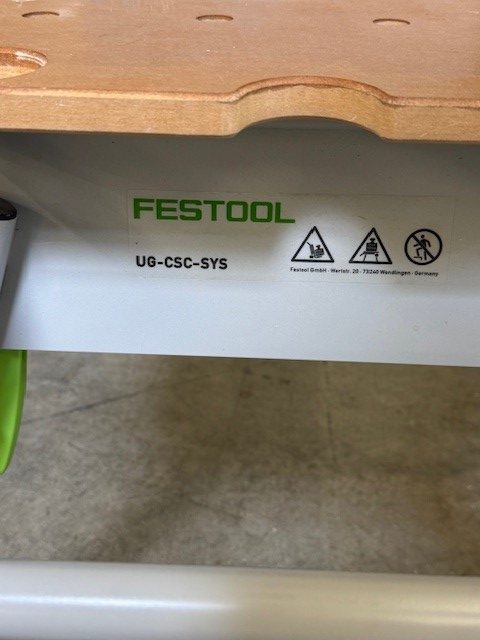 FESTOOL
UG-CSC-SYS
Festool GmbH · Wertstr. 20 · 73240 Wendlingen · Germany